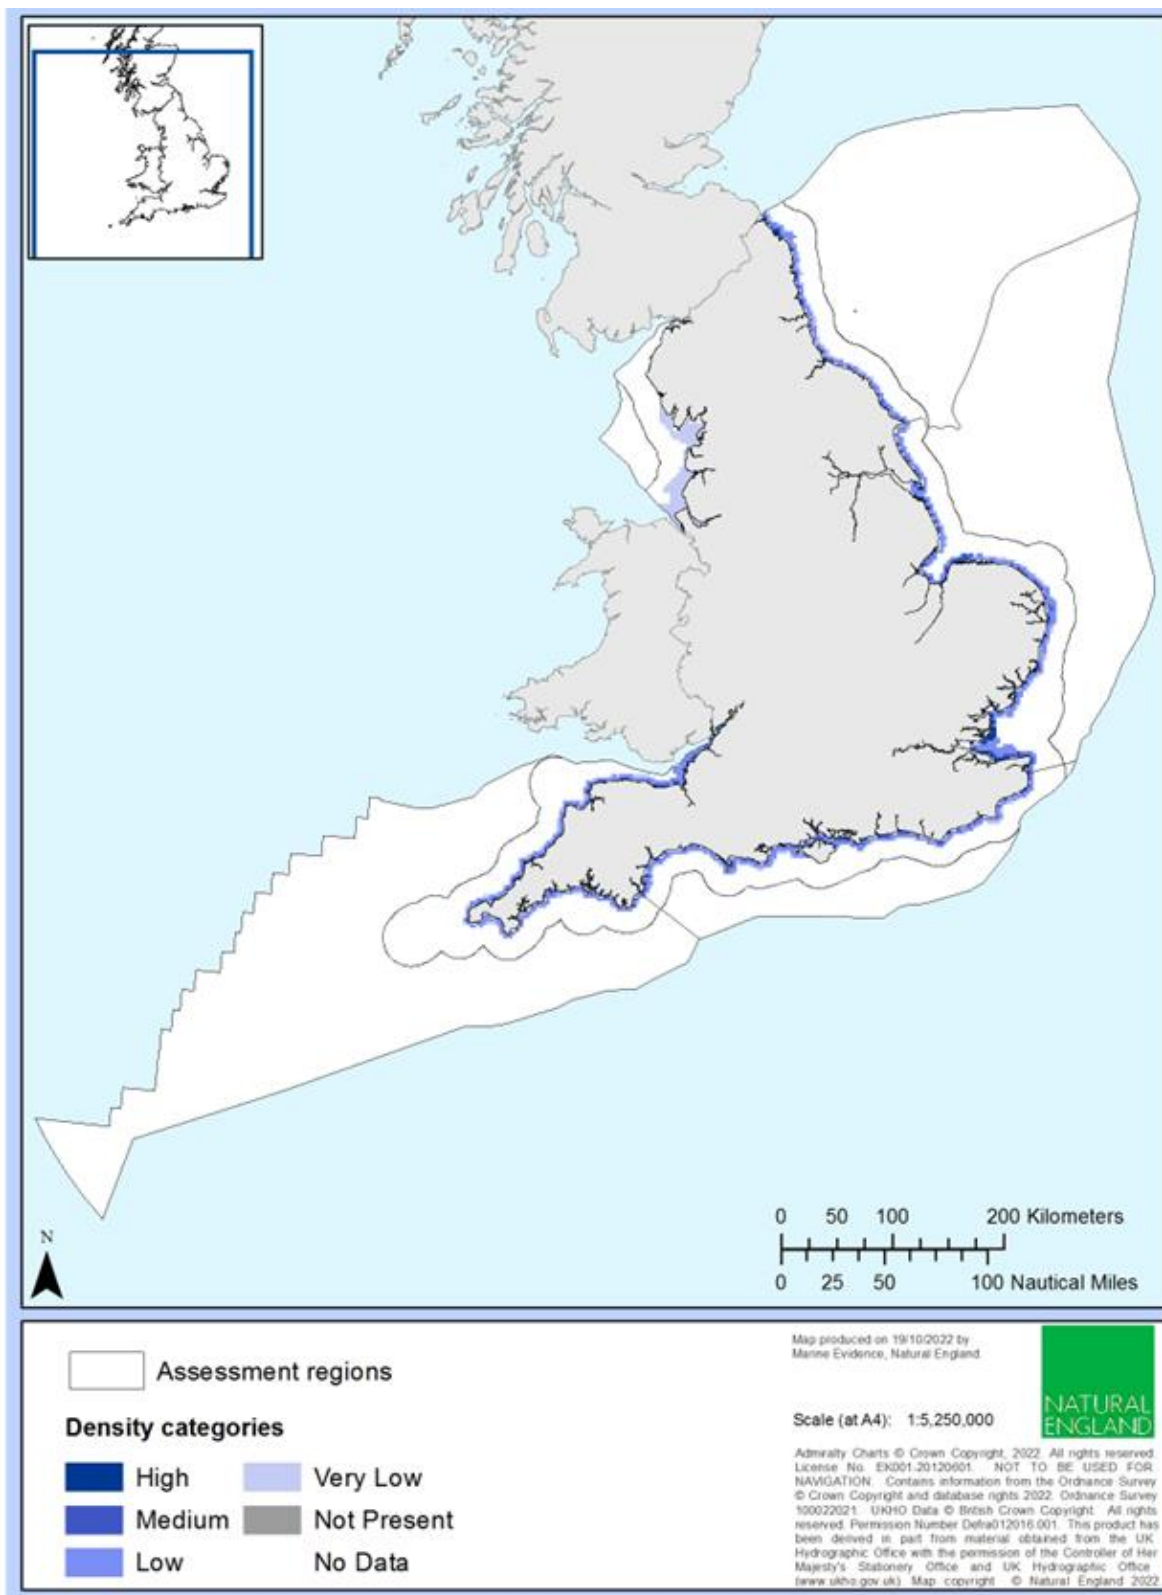 N
0 50 100 200 Kilometers
0 25 50 100 Nautical Miles
Assessment regions
Density categories
High
Very Low
Medium
Not Present
Low
No Data
Map produced on 19/10/2022 by
Marine Evidence, Natural England
Scale (at A4): 1:5,250,000
NATURAL
ENGLAND
Admiralty Charts © Crown Copyright, 2022. All rights reserved.
License No. EK001-20120601. NOT TO BE USED FOR
NAVIGATION. Contains information from the Ordnance Survey
© Crown Copyright and database rights 2022. Ordnance Survey
100022021. UKHO Data © British Crown Copyright. All rights
reserved. Permission Number Defra012016.001. This product has
been derived in part from material obtained from the UK
Hydrographic Office with the permission of the Controller of Her
Majesty's Stationery Office and UK Hydrographic Office
(www.ukho.gov.uk) Map copyright © Natural England 2022